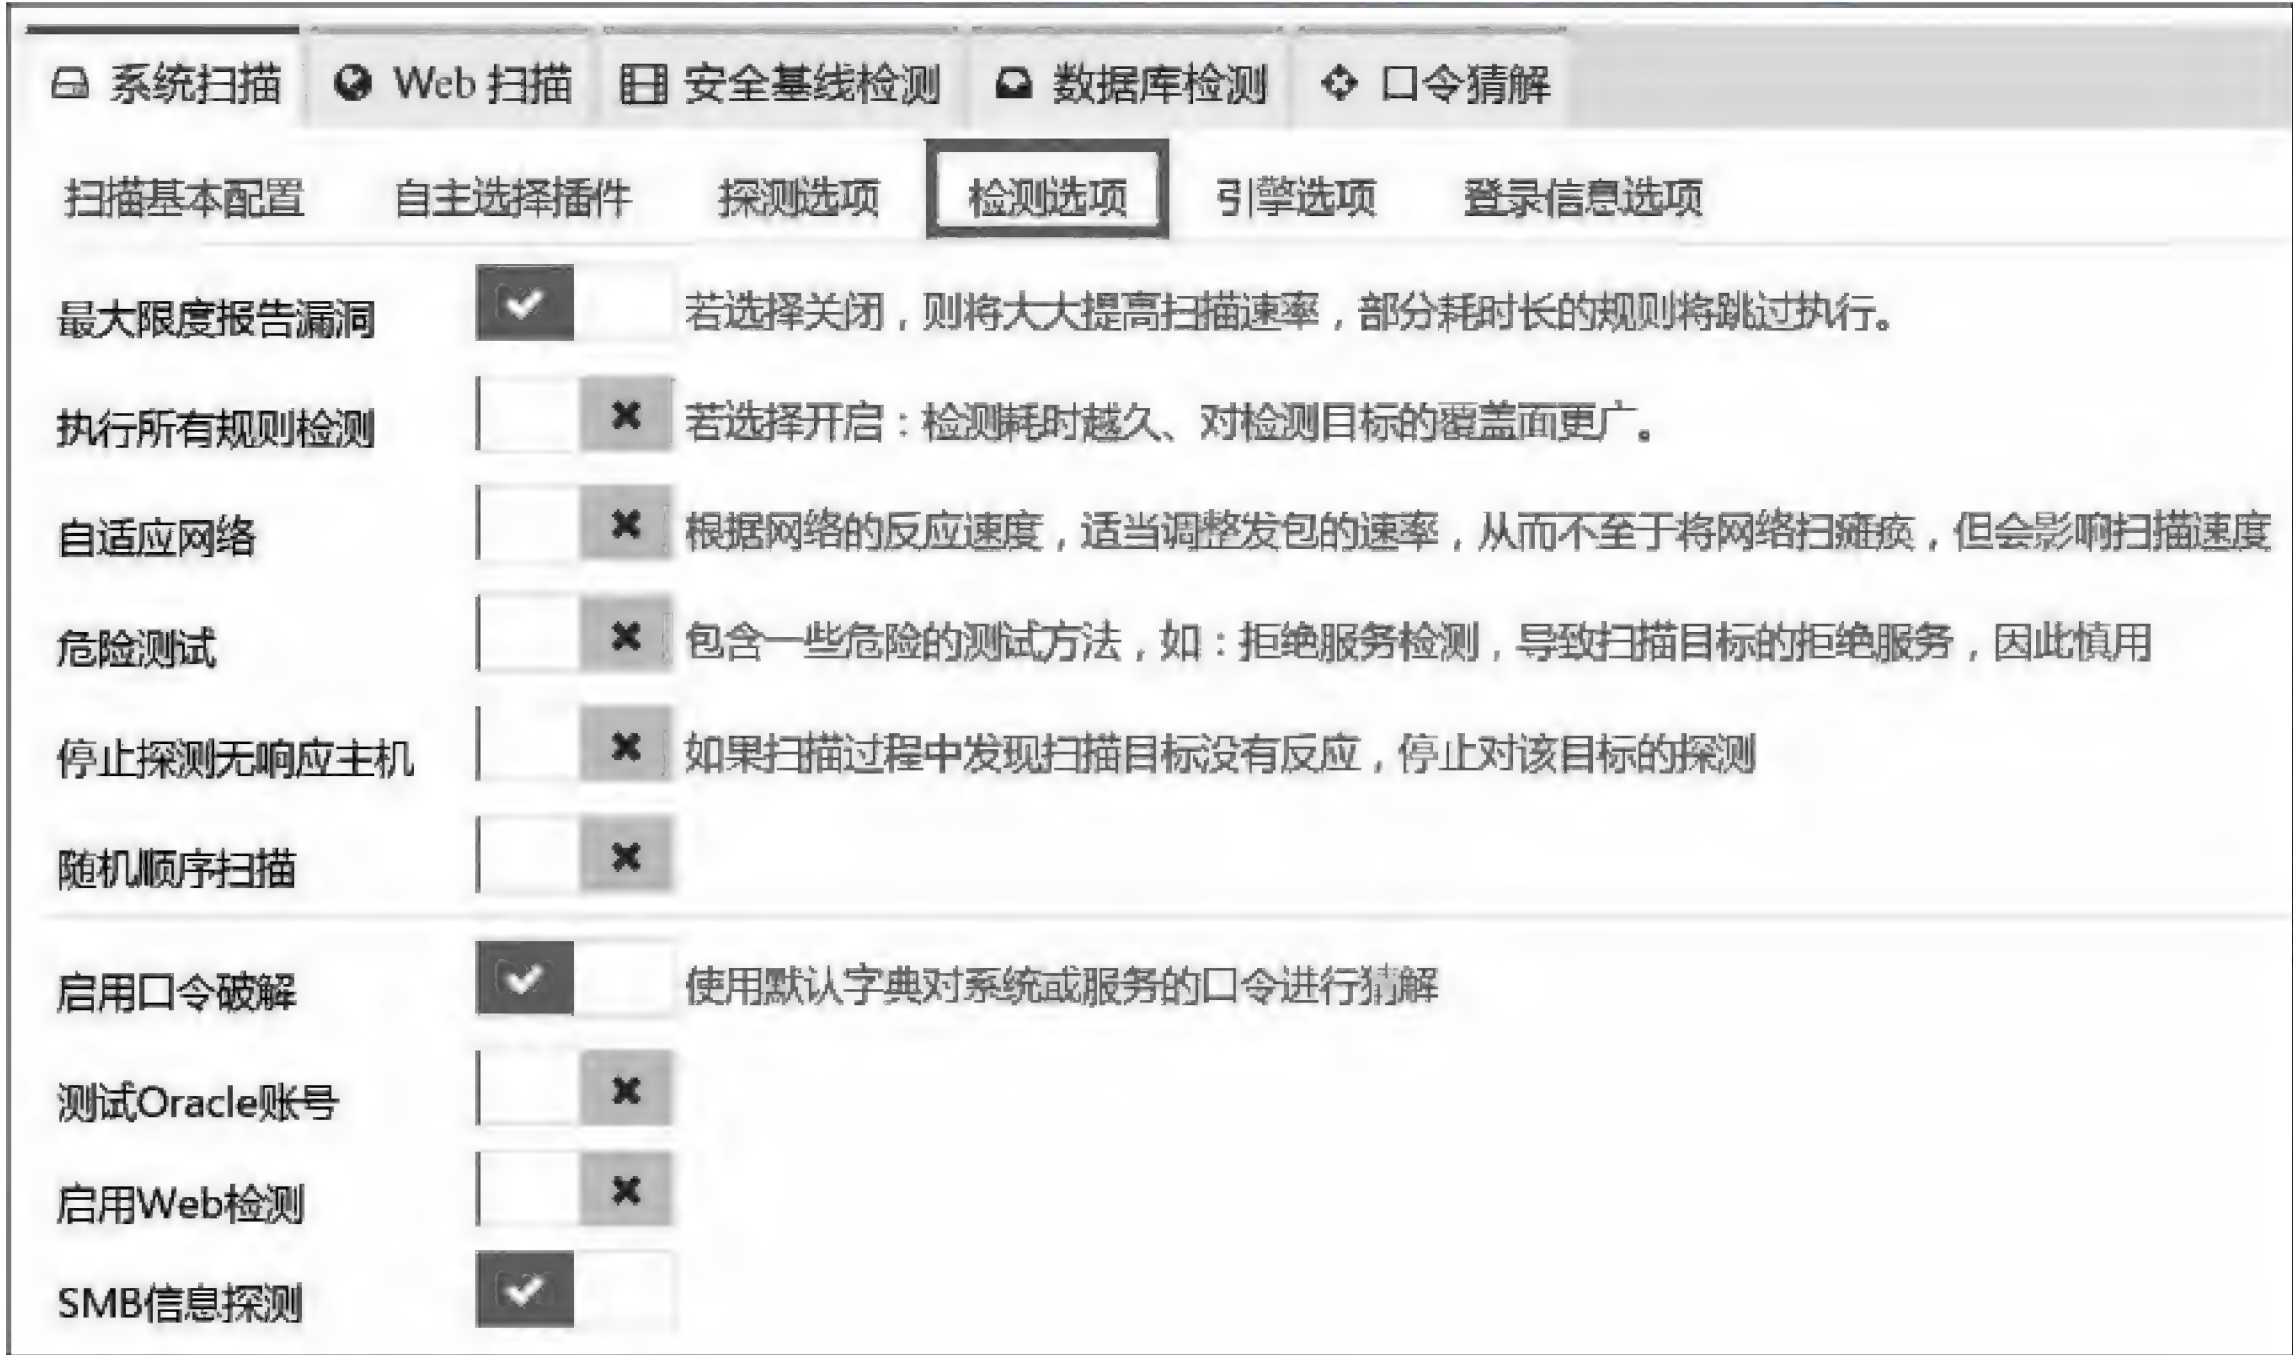 系统扫描 Web 扫描 安全基线检测 数据库检测 口令猜解
扫描基本配置 自主选择插件 探测选项 检测选项 引擎选项 登录信息选项
最大限度报告漏洞 若选择关闭，则将大大提高扫描速率，部分耗时长的规则将跳过执行。
执行所有规则检测 若选择开启：检测耗时越久、对检测目标的覆盖面更广。
自适应网络 根据网络的反应速度，适当调整发包的速率，从而不至于将网络扫瘫痪，但会影响扫描速度
危险测试 包含一些危险的测试方法，如：拒绝服务检测，导致扫描目标的拒绝服务，因此慎用
停止探测无响应主机 如果扫描过程中发现扫描目标没有反应，停止对该目标的探测
随机顺序扫描
启用口令破解 使用默认字典对系统或服务的口令进行猜解
测试Oracle账号
启用Web检测
SMB信息探测